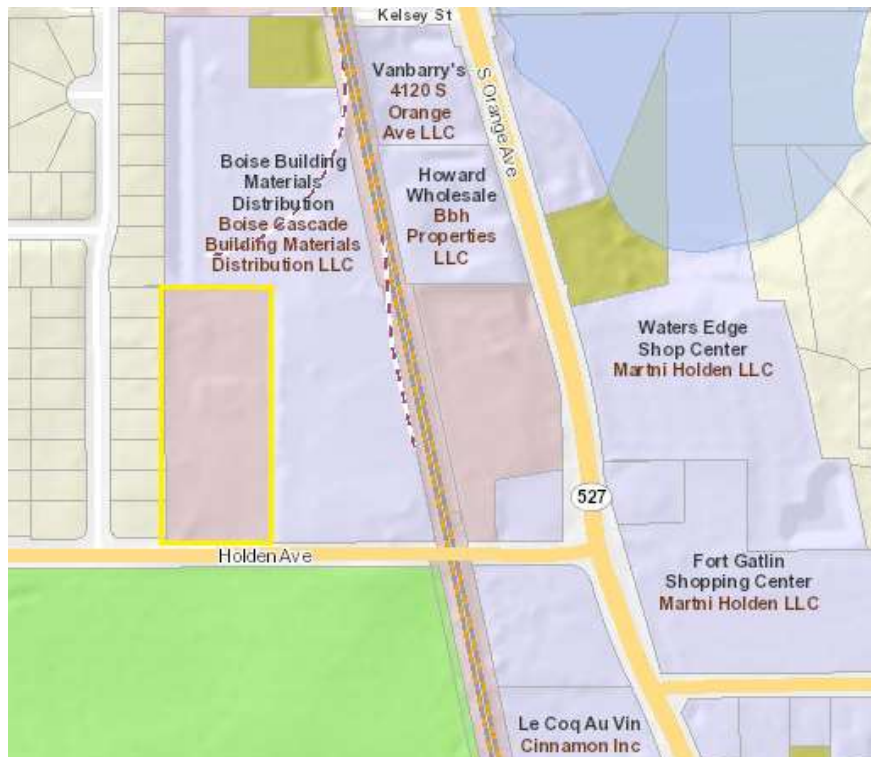 Kelsey St
Vanbarry's
4120 S
Orange
Ave LLC
S Orange Ave
Boise Building
Materials
Distribution
Boise Cascade
Building Materials
Distribution LLC
Howard
Wholesale
Bbh
Properties
LLC
Waters Edge
Shop Center
Martni Holden LLC
527
Holden Ave
Fort Gatlin
Shopping Center
Martni Holden LLC
Le Coq Au Vin
Cinnamon Inc